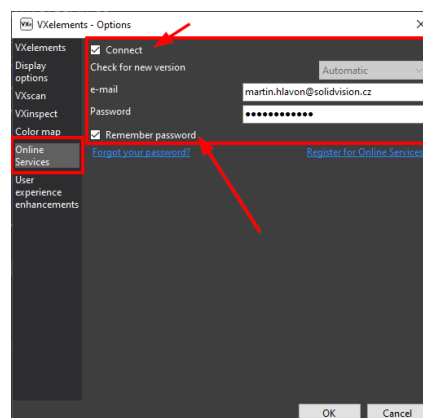 VX® VXelements - Options
VXelements
Display options
VXscan
VXinspect
Color map
Online Services
User experience enhancements
Connect
Check for new version
Automatic
e-mail
martin.hlavon@solidvision.cz
Password
●●●●●●●●●●●●
Remember password
Forgot your password?
Register for Online Services
OK
Cancel